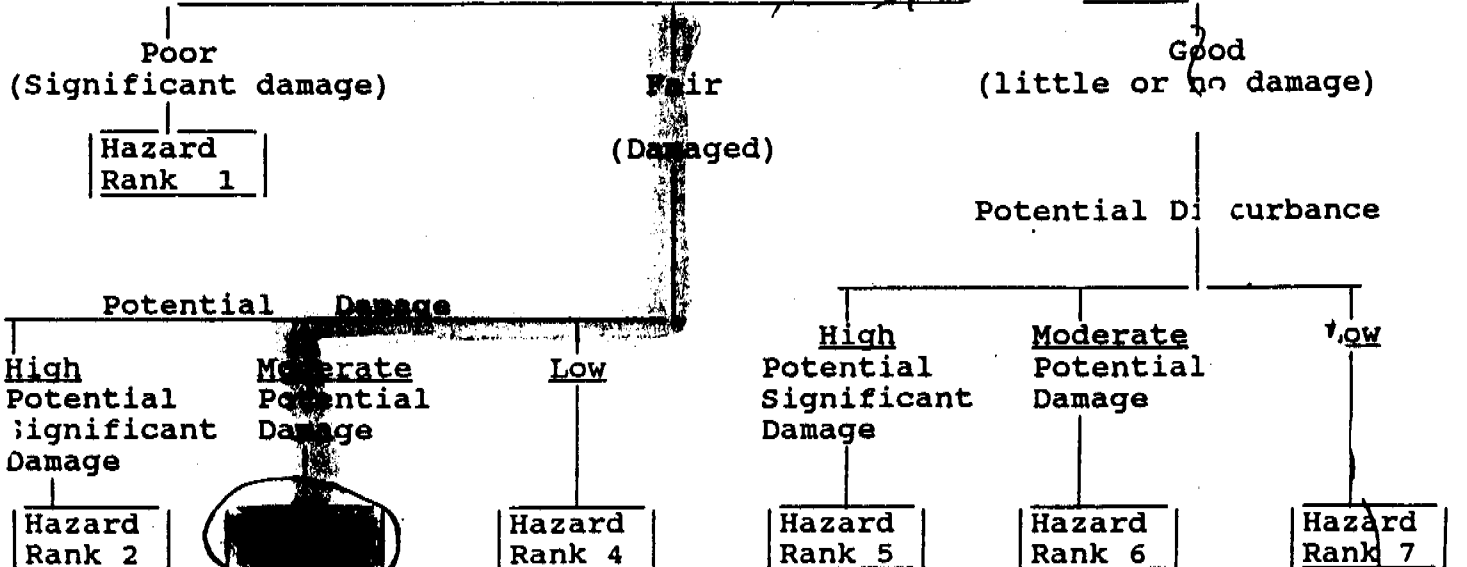 Poor
(Significant damage)
Hazard
Rank 1
Fair
(Damaged)
Good
(little or no damage)
Potential Di curbance
Potential Damage
High
Potential
Significant
Damage
Hazard
Rank 2
Moderate
Potential
Damage
Low
Hazard
Rank 4
High
Potential
Significant
Damage
Hazard
Rank 5
Moderate
Potential
Damage
Hazard
Rank 6
Low
Hazard
Rank 7